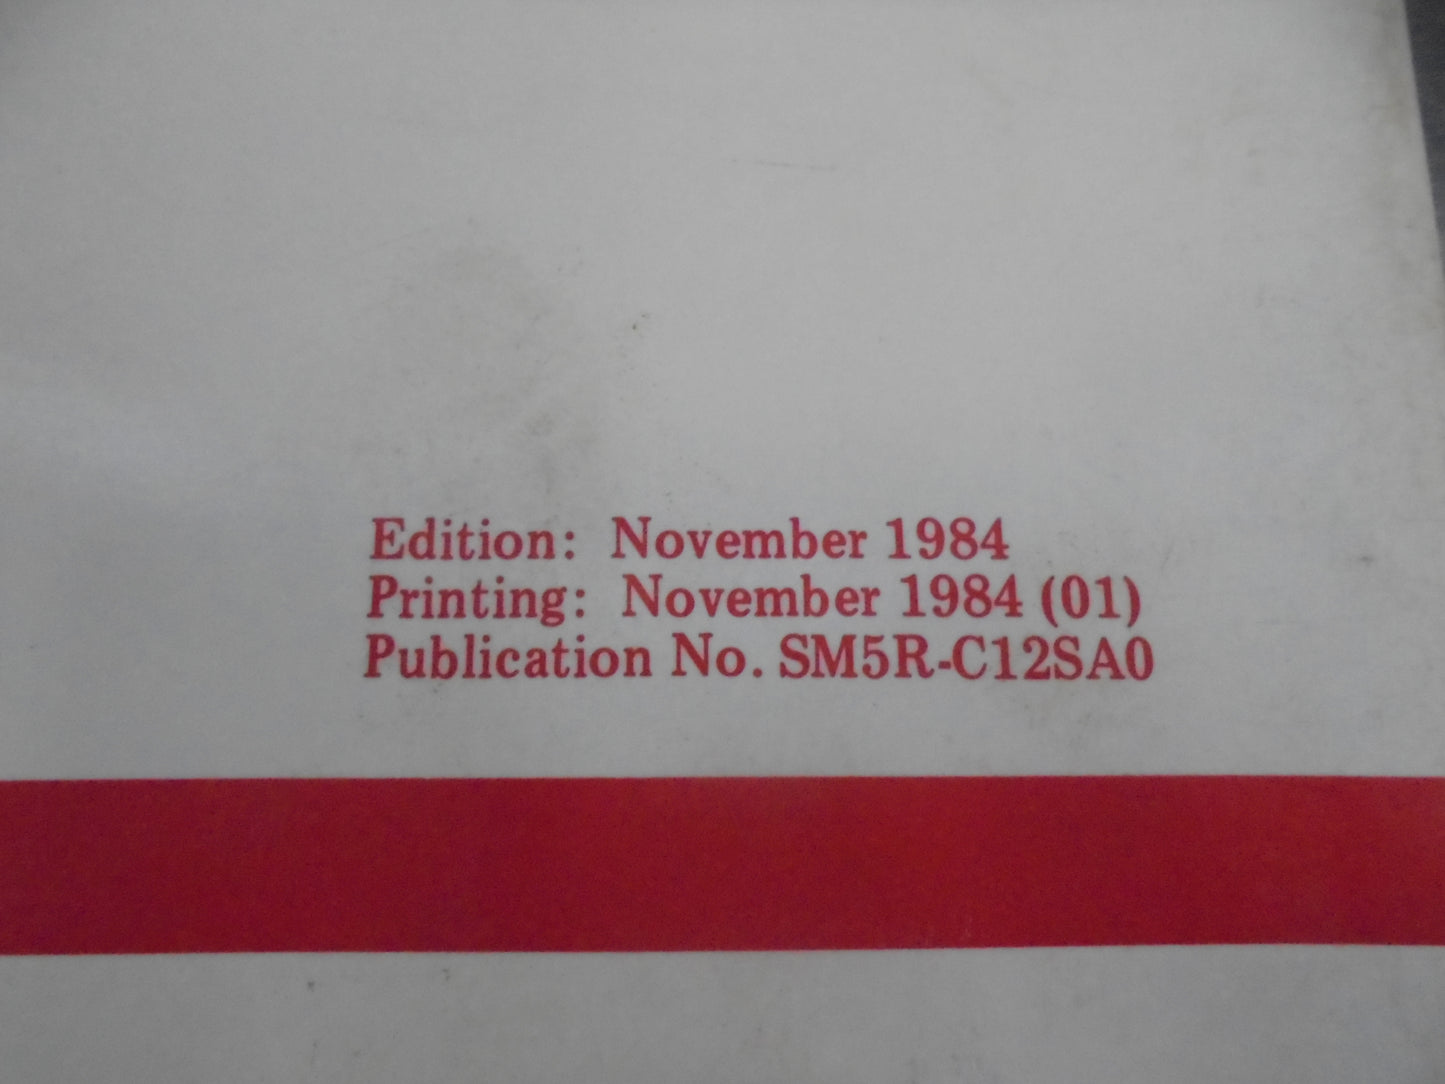 Edition: November 1984
Printing: November 1984 (01)
Publication No. SM5R-C12SA0